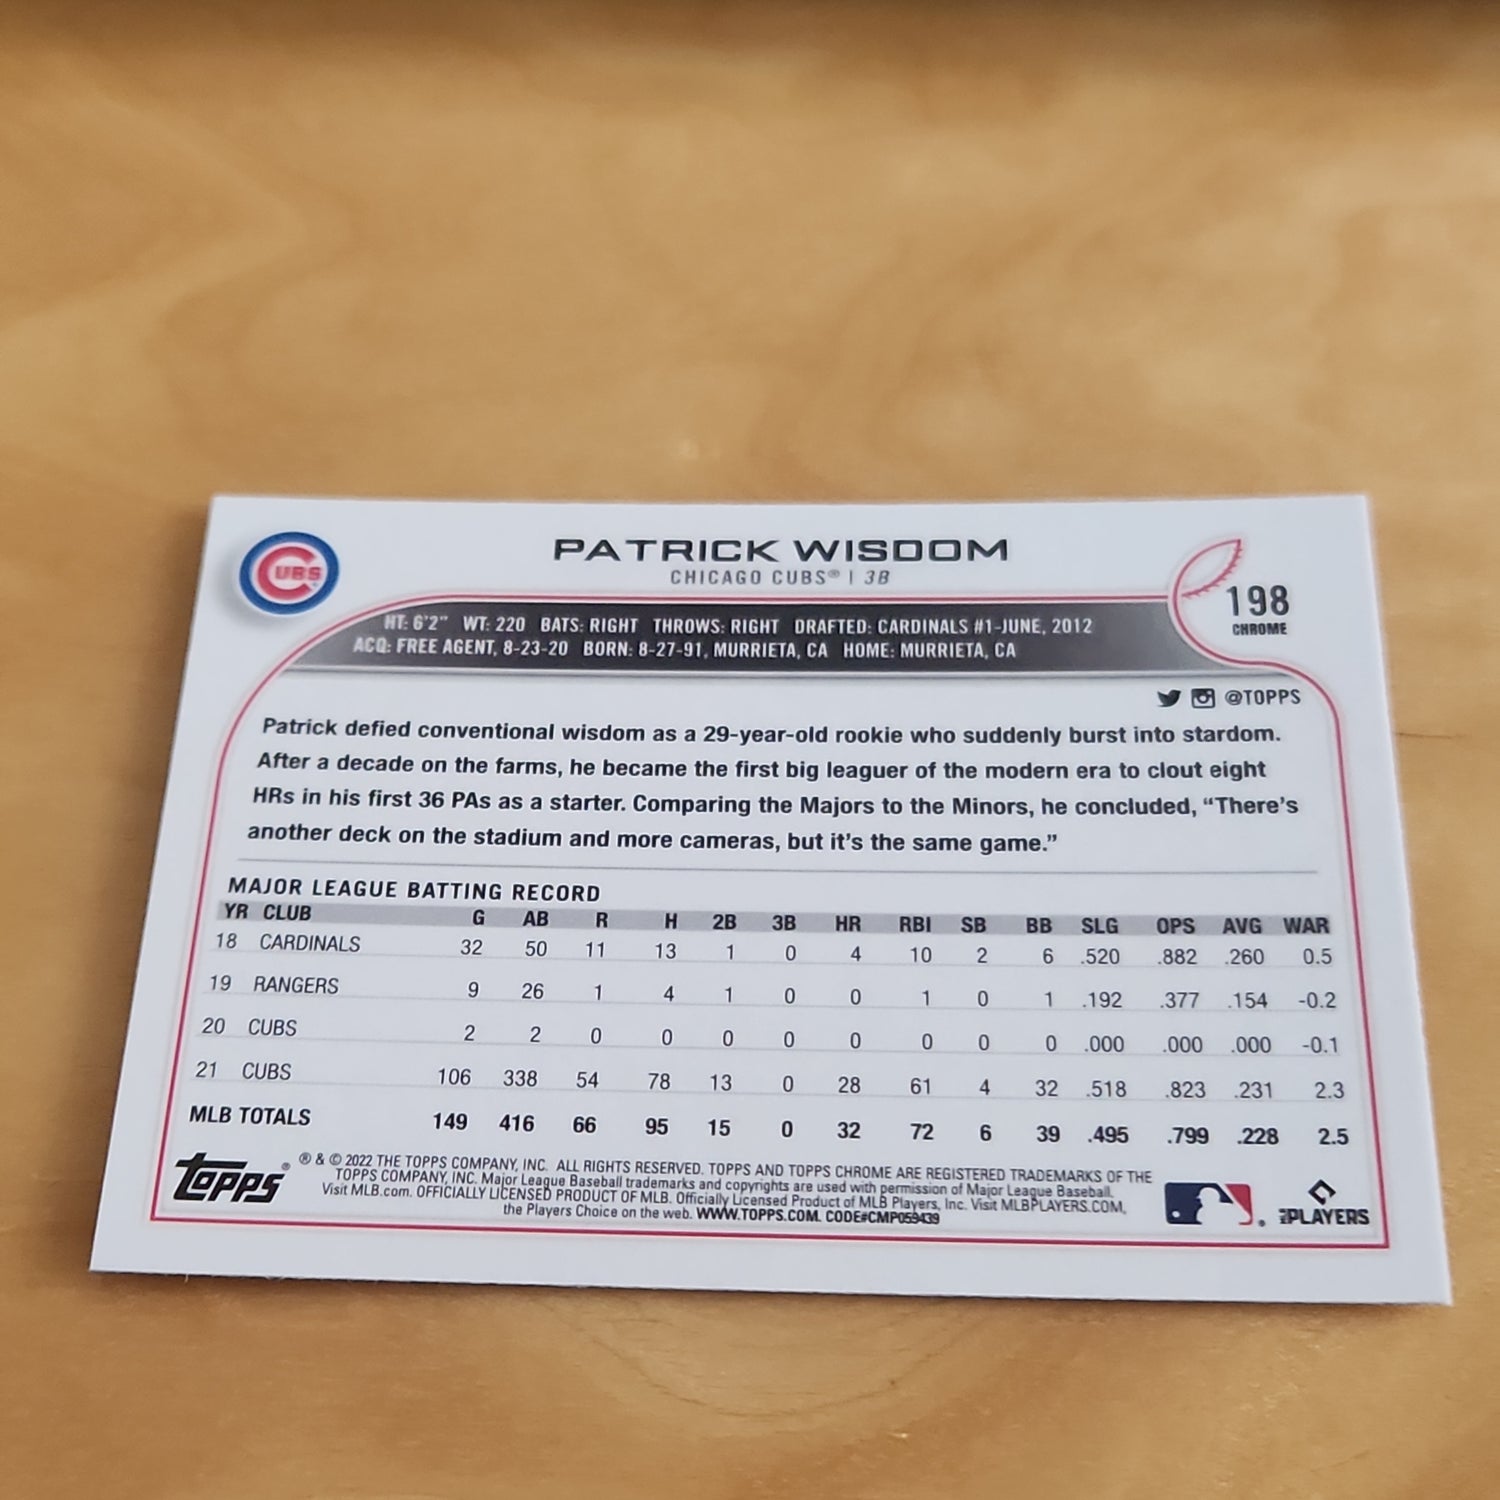 CUBS
PATRICK WISDOM
CHICAGO CUBS® | 3B
198
CHROME
HT: 6'2" WT: 220 BATS: RIGHT THROWS: RIGHT DRAFTED: CARDINALS #1-JUNE, 2012
ACQ: FREE AGENT, 8-23-20 BORN: 8-27-91, MURRIETA, CA HOME: MURRIETA, CA
@TOPPS
Patrick defied conventional wisdom as a 29-year-old rookie who suddenly burst into stardom.
After a decade on the farms, he became the first big leaguer of the modern era to clout eight
HRs in his first 36 PAs as a starter. Comparing the Majors to the Minors, he concluded, “There’s
another deck on the stadium and more cameras, but it’s the same game.”
MAJOR LEAGUE BATTING RECORD
YR CLUB G AB R H 2B 3B HR RBI SB BB SLG OPS AVG WAR
18 CARDINALS 32 50 11 13 1 0 4 10 2 6 .520 .882 .260 0.5
19 RANGERS 9 26 1 4 1 0 0 1 0 1 .192 .377 .154 -0.2
20 CUBS 2 2 0 0 0 0 0 0 0 0 .000 .000 .000 -0.1
21 CUBS 106 338 54 78 13 0 28 61 4 32 .518 .823 .231 2.3
MLB TOTALS 149 416 66 95 15 0 32 72 6 39 .495 .799 .228 2.5
topps®
® & © 2022 THE TOPPS COMPANY, INC. ALL RIGHTS RESERVED. TOPPS AND TOPPS CHROME ARE REGISTERED TRADEMARKS OF THE
TOPPS COMPANY, INC. Major League Baseball trademarks and copyrights are used with permission of Major League Baseball.
Visit MLB.com. OFFICIALLY LICENSED PRODUCT OF MLB. Officially Licensed Product of MLB Players, Inc. Visit MLBPLAYERS.COM,
the Players Choice on the web. WWW.TOPPS.COM. CODE#CMP059439
PLAYERS